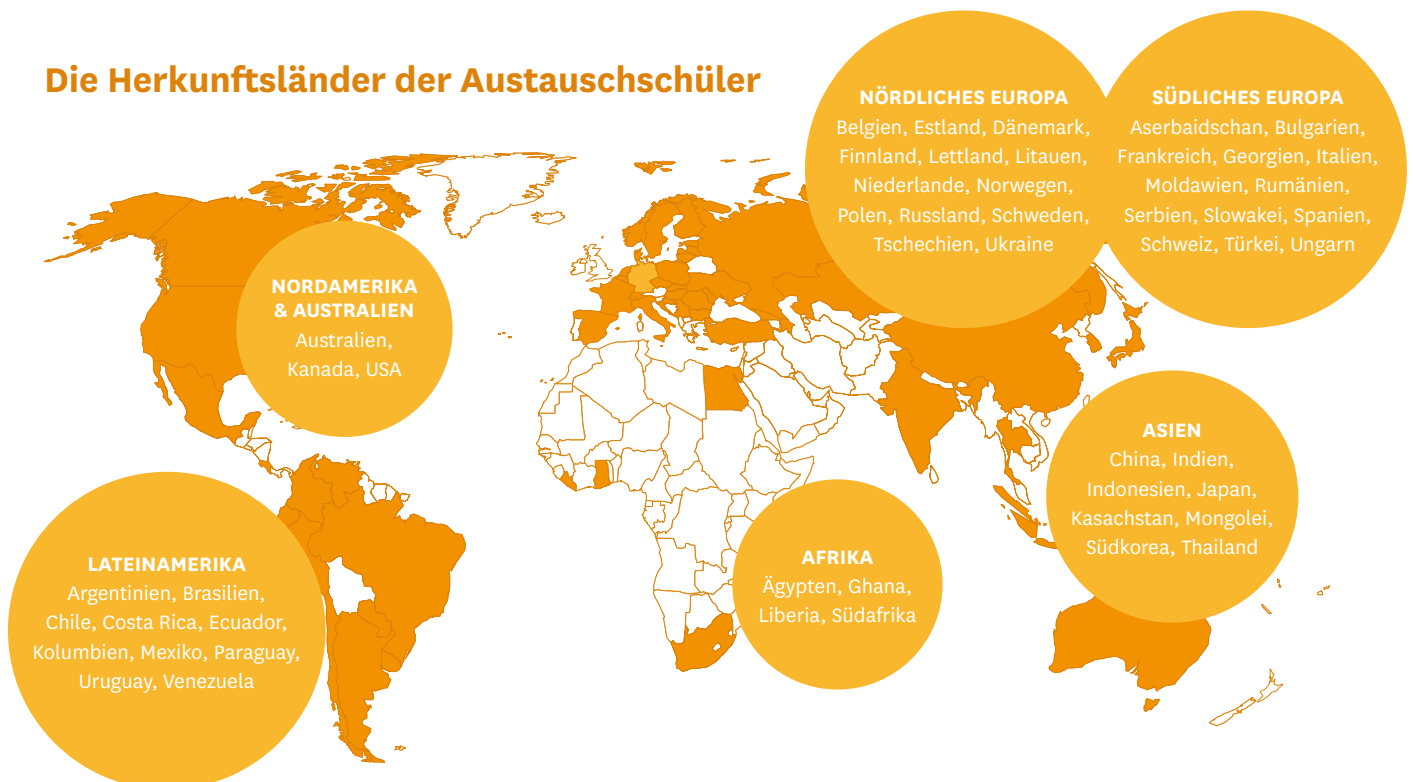 Die Herkunftsländer der Austauschschüler
NÖRDLICHES EUROPA
Belgien, Estland, Dänemark,
Finnland, Lettland, Litauen,
Niederlande, Norwegen,
Polen, Russland, Schweden,
Tschechien, Ukraine
SÜDLICHES EUROPA
Aserbaidschan, Bulgarien,
Frankreich, Georgien, Italien,
Moldawien, Rumänien,
Serbien, Slowakei, Spanien,
Schweiz, Türkei, Ungarn
NORDAMERIKA
& AUSTRALIEN
Australien,
Kanada, USA
ASIEN
China, Indien,
Indonesien, Japan,
Kasachstan, Mongolei,
Südkorea, Thailand
LATEINAMERIKA
Argentinien, Brasilien,
Chile, Costa Rica, Ecuador,
Kolumbien, Mexiko, Paraguay,
Uruguay, Venezuela
AFRIKA
Ägypten, Ghana,
Liberia, Südafrika